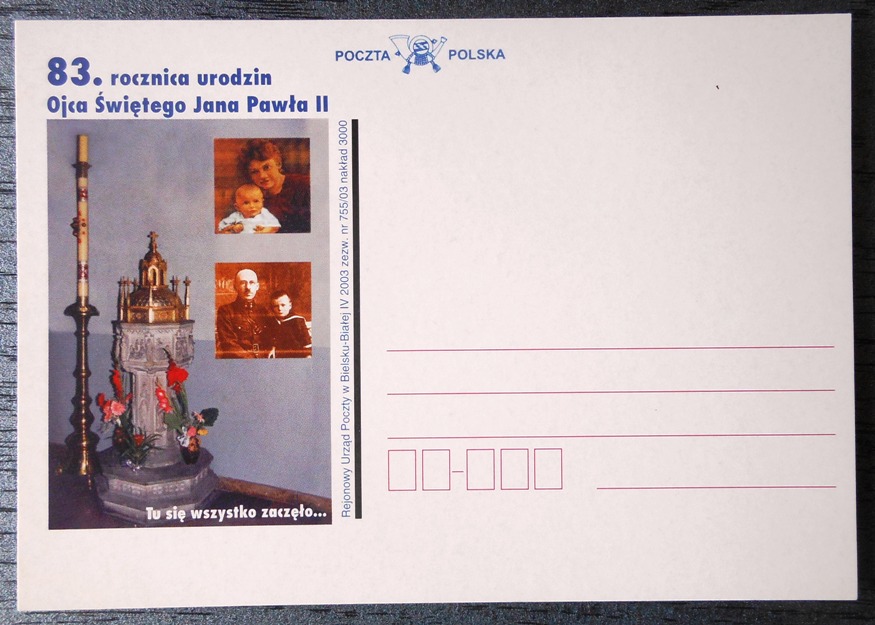 83. rocznica urodzin
Ojca Świętego Jana Pawła II
POCZTA POLSKA
Rejonowy Urząd Poczty w Bielsku-Białej IV 2003 zezw. nr 755/03 nakład 3000
Tu się wszystko zaczęło...